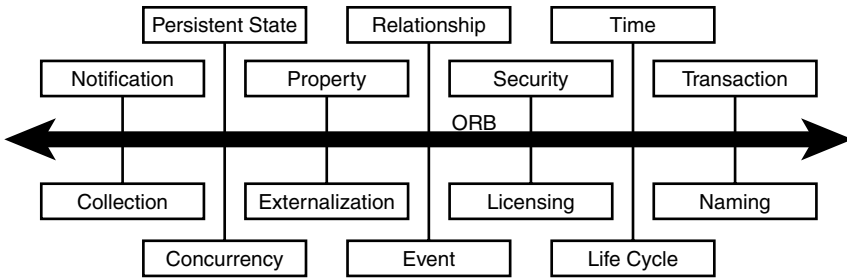 Persistent State
Relationship
Time
Notification
Property
Security
Transaction
ORB
Collection
Externalization
Licensing
Naming
Concurrency
Event
Life Cycle